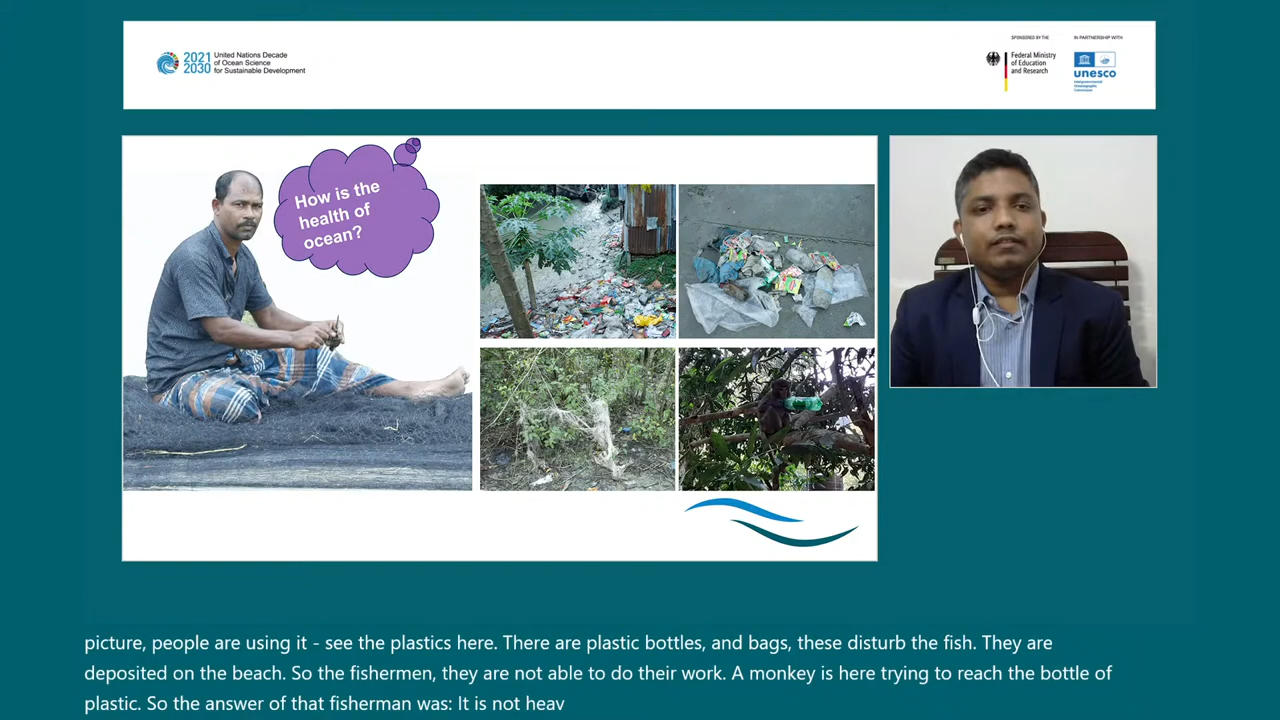 2021
2030
United Nations Decade
of Ocean Science
for Sustainable Development
SPONSORED BY THE
Federal Ministry
of Education
and Research
IN PARTNERSHIP WITH
unesco
Intergovernmental
Oceanographic
Commission
How is the
health of
ocean?
picture, people are using it - see the plastics here. There are plastic bottles, and bags, these disturb the fish. They are
deposited on the beach. So the fishermen, they are not able to do their work. A monkey is here trying to reach the bottle of
plastic. So the answer of that fisherman was: It is not heav